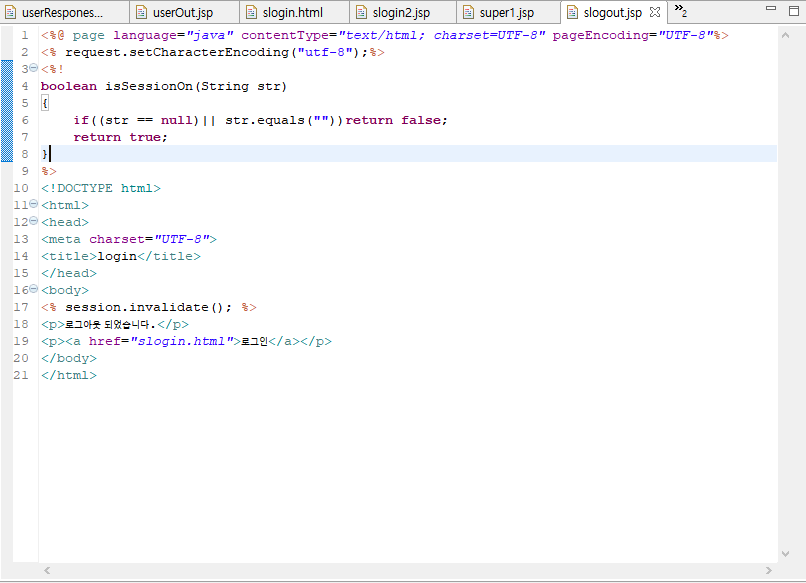 userRespones... userOut.jsp slogin.html slogin2.jsp super1.jsp slogout.jsp »2
1 <%@ page language="java" contentType="text/html; charset=UTF-8" pageEncoding="UTF-8"%>
2 <% request.setCharacterEncoding("utf-8");%>
3 <%!
4 boolean isSessionOn(String str)
5 {
6     if((str == null)|| str.equals(""))return false;
7     return true;
8 }
9 %>
10 <!DOCTYPE html>
11 <html>
12 <head>
13 <meta charset="UTF-8">
14 <title>login</title>
15 </head>
16 <body>
17 <% session.invalidate(); %>
18 <p>로그아웃 되었습니다.</p>
19 <p><a href="slogin.html">로그인</a></p>
20 </body>
21 </html>